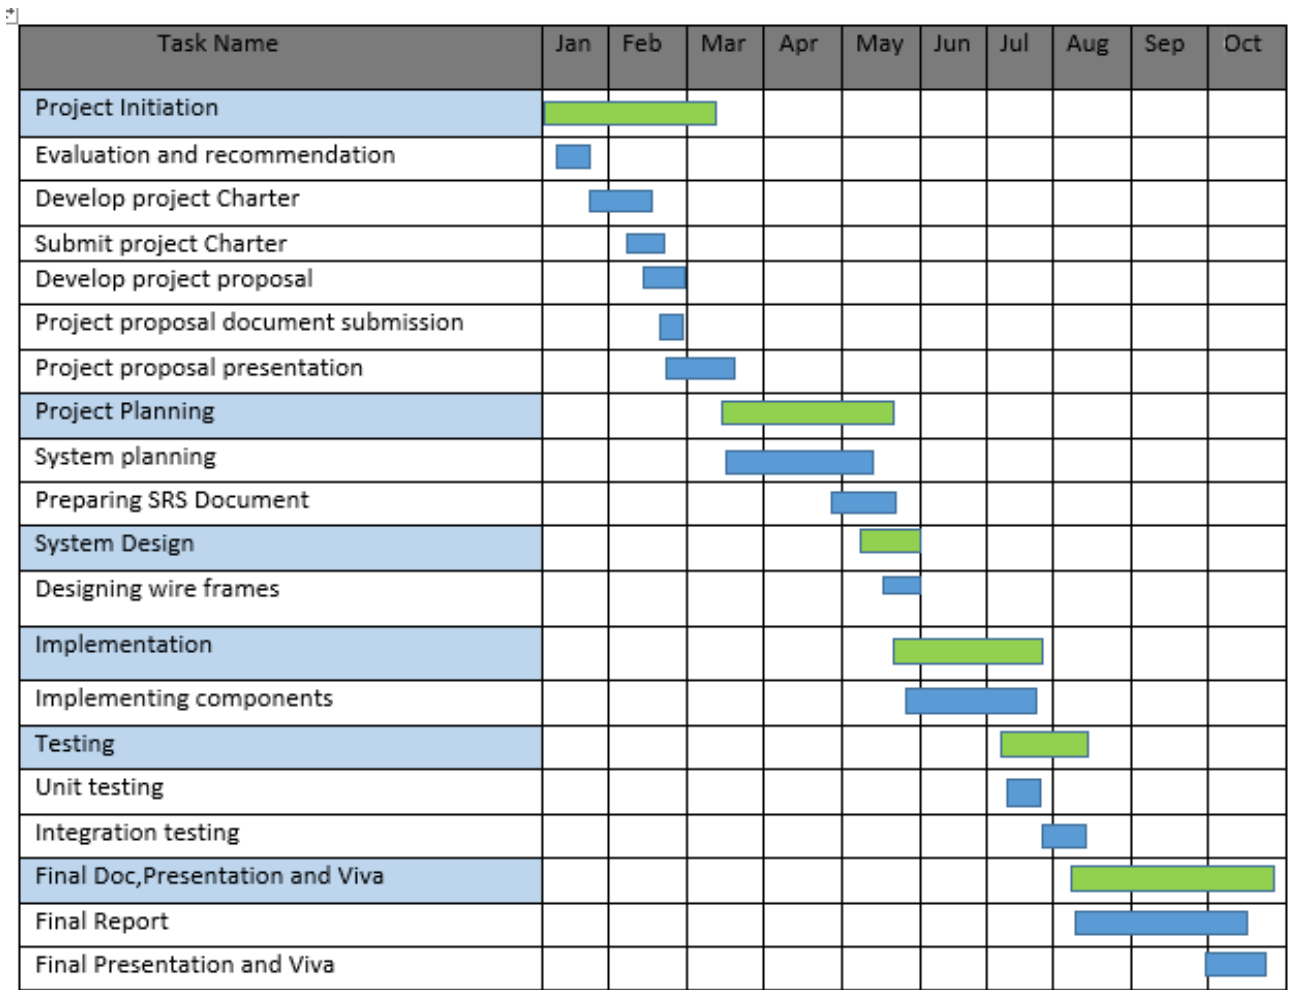 Task Name Jan Feb Mar Apr May Jun Jul Aug Sep Oct
Project Initiation
Evaluation and recommendation
Develop project Charter
Submit project Charter
Develop project proposal
Project proposal document submission
Project proposal presentation
Project Planning
System planning
Preparing SRS Document
System Design
Designing wire frames
Implementation
Implementing components
Testing
Unit testing
Integration testing
Final Doc,Presentation and Viva
Final Report
Final Presentation and Viva